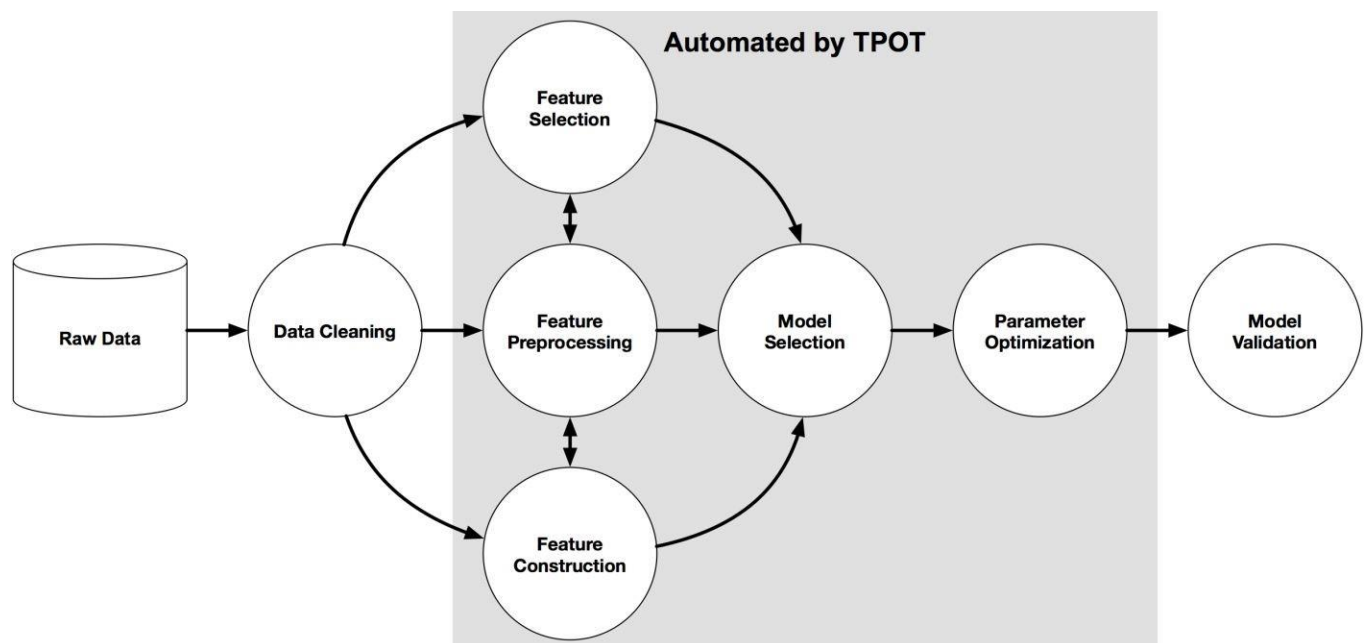 Automated by TPOT
Feature
Selection
Raw Data
Data Cleaning
Feature
Preprocessing
Model
Selection
Parameter
Optimization
Model
Validation
Feature
Construction